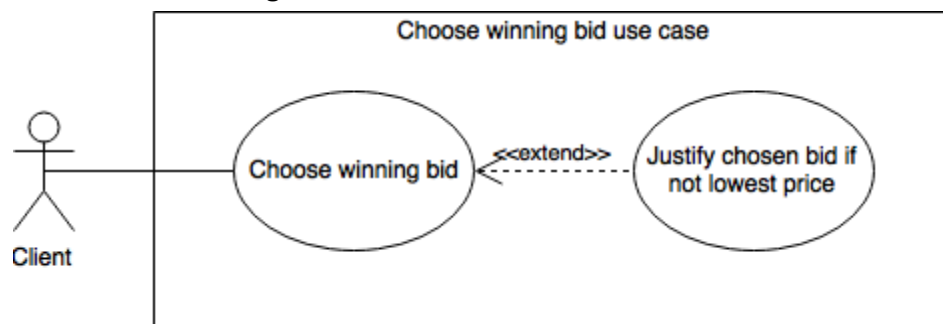 Choose winning bid use case
<<extend>>
Choose winning bid
Justify chosen bid if
not lowest price
Client